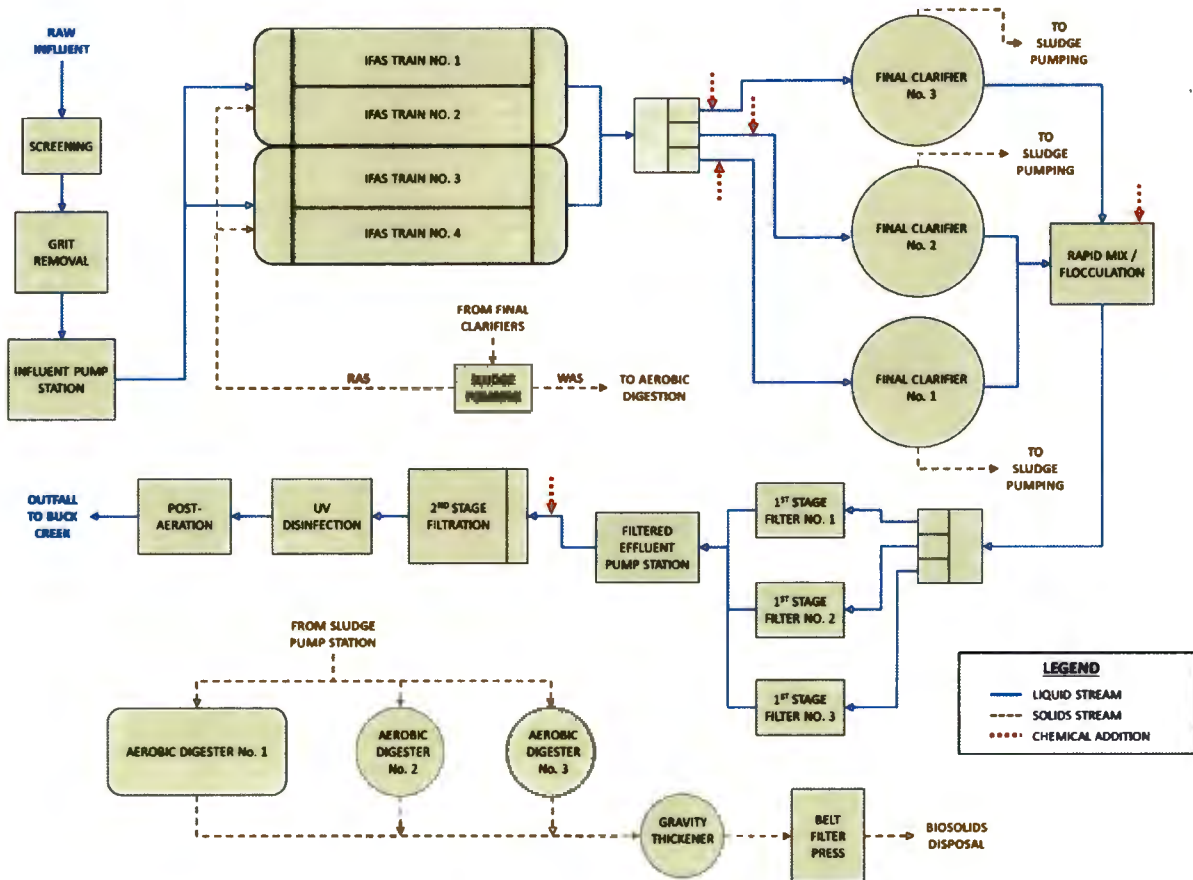 RAW
INFLUENT
SCREENING
GRIT
REMOVAL
INFLUENT PUMP
STATION
IFAS TRAIN NO. 1
IFAS TRAIN NO. 2
IFAS TRAIN NO. 3
IFAS TRAIN NO. 4
FROM FINAL
CLARIFIERS
RAS
SLUDGE
PUMPING
WAS
TO AEROBIC
DIGESTION
FINAL CLARIFIER
No. 3
TO
SLUDGE
PUMPING
FINAL CLARIFIER
No. 2
TO
SLUDGE
PUMPING
FINAL CLARIFIER
No. 1
TO
SLUDGE
PUMPING
RAPID MIX /
FLOCCULATION
OUTFALL
TO BUCK
CREEK
POST-
AERATION
UV
DISINFECTION
2ND STAGE
FILTRATION
FILTERED
EFFLUENT
PUMP STATION
1ST STAGE
FILTER NO. 1
1ST STAGE
FILTER NO. 2
1ST STAGE
FILTER NO. 3
FROM SLUDGE
PUMP STATION
AEROBIC DIGESTER No. 1
AEROBIC
DIGESTER
No. 2
AEROBIC
DIGESTER
No. 3
GRAVITY
THICKENER
BELT
FILTER
PRESS
BIOSOLIDS
DISPOSAL
LEGEND
LIQUID STREAM
SOLIDS STREAM
CHEMICAL ADDITION